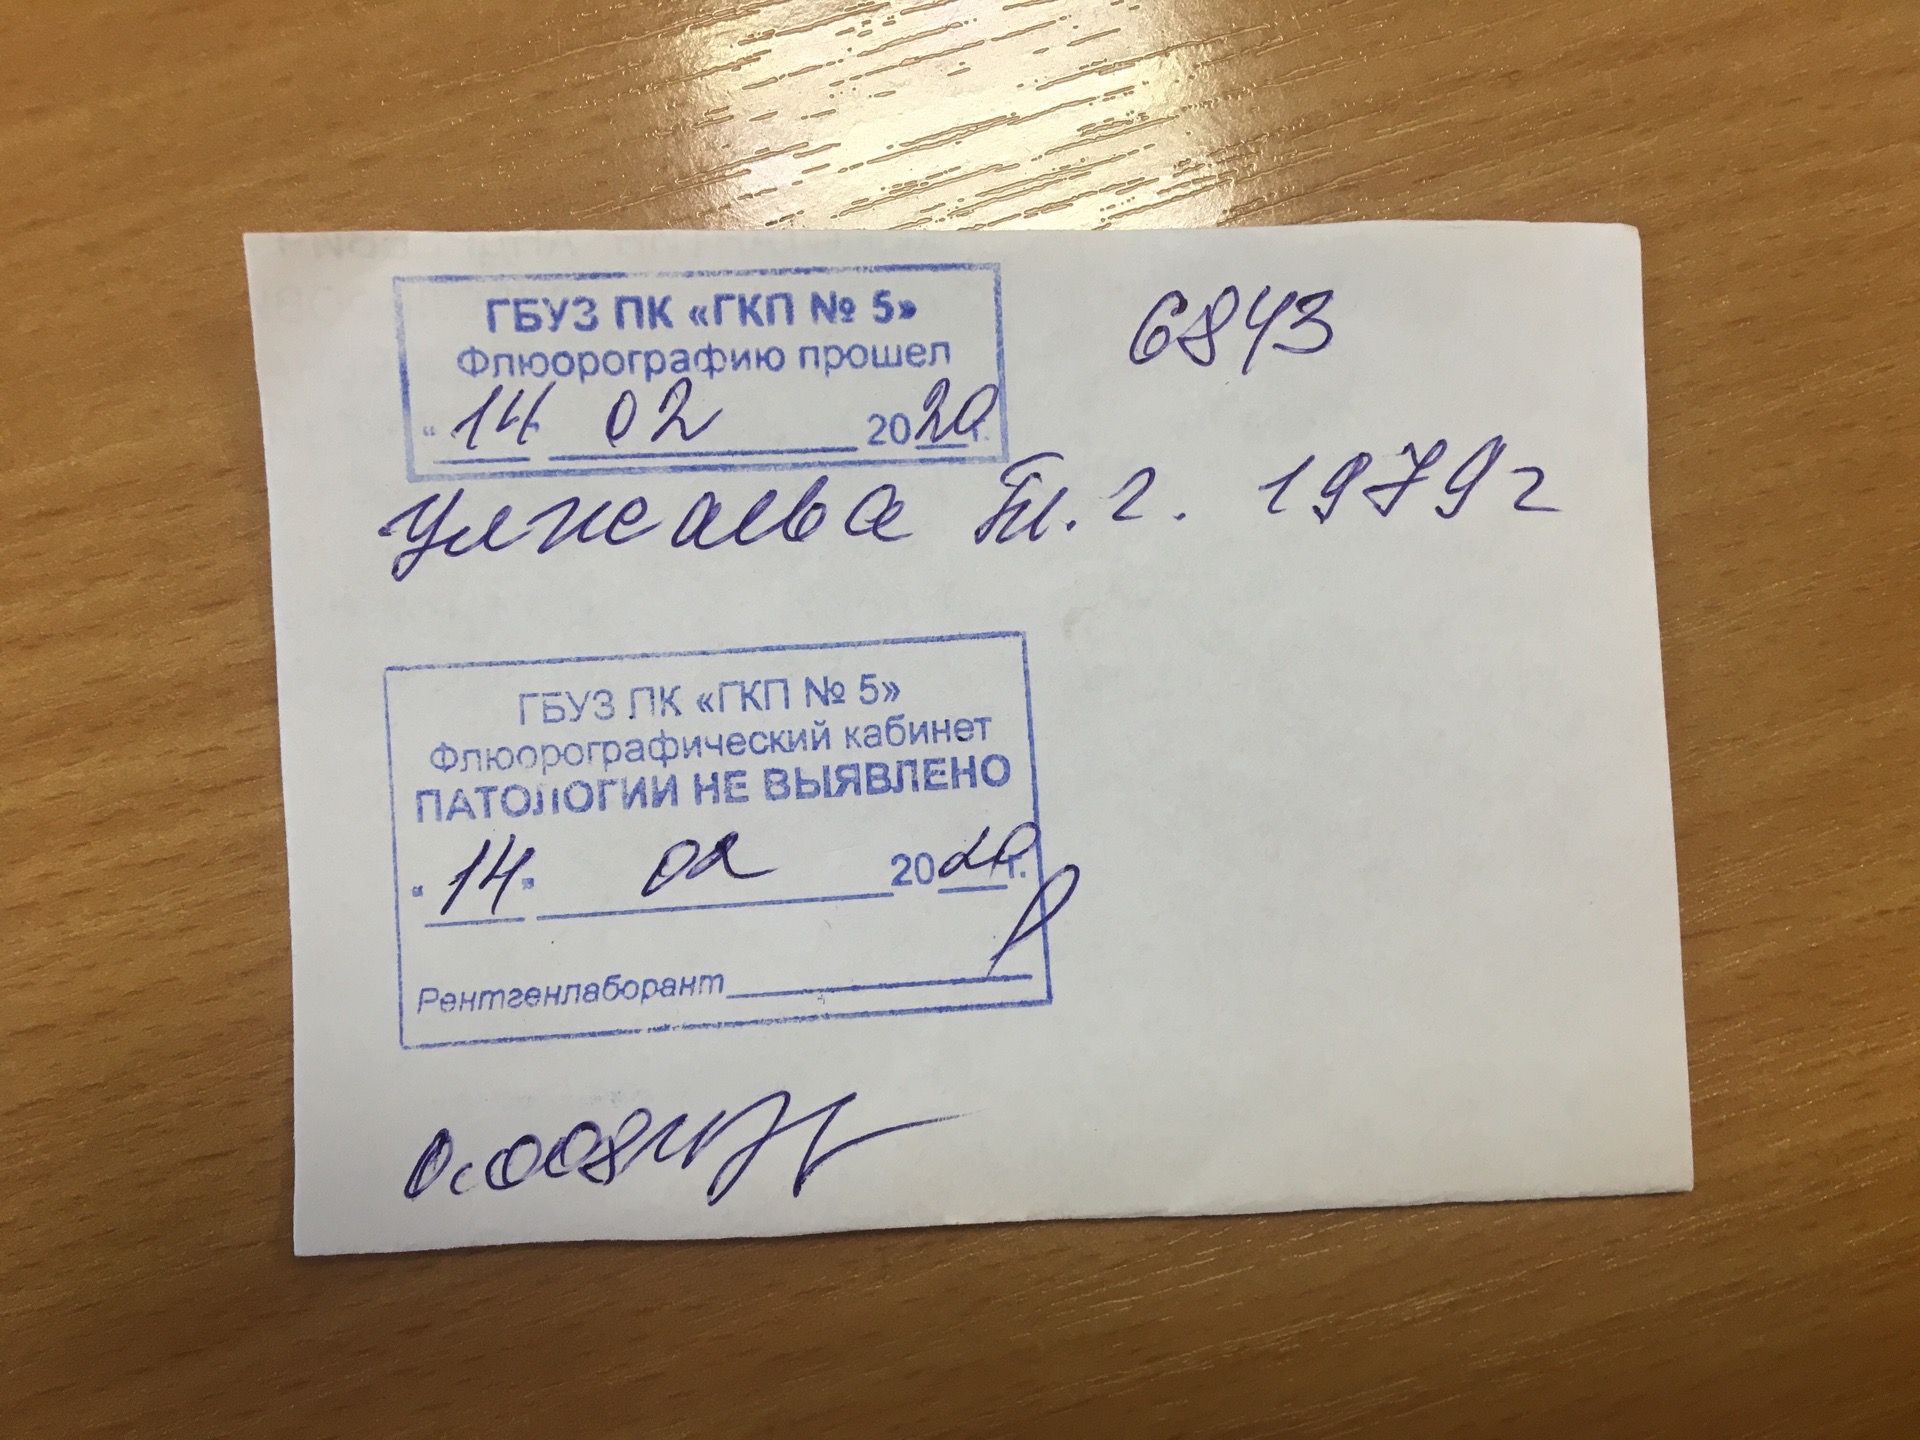 ГБУЗ ПК «ГКП № 5»
Флюорографию прошел
"14" 02 2020 г.
6843
г. 1979 г
ГБУЗ ПК «ГКП № 5»
Флюорографический кабинет
ПАТОЛОГИИ НЕ ВЫЯВЛЕНО
"14" 02 2020 г.
Рентгенлаборант